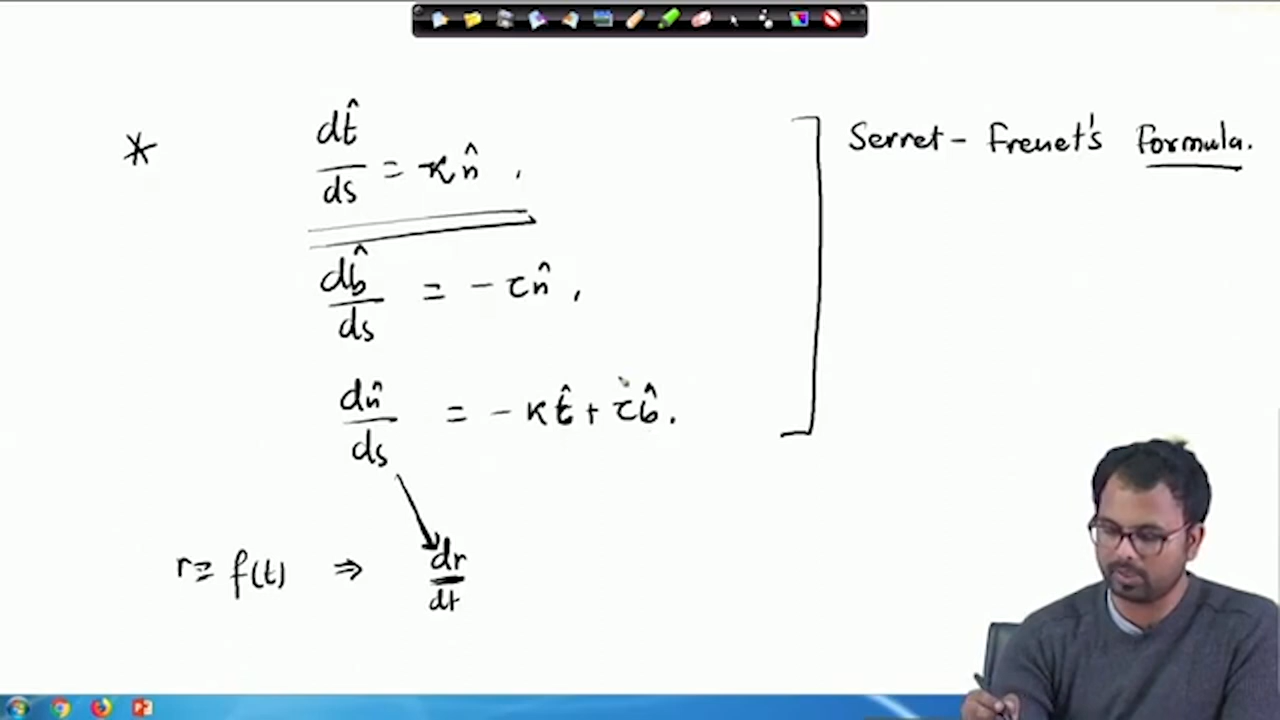 * dt̂/ds = κn̂ ,
Serret - Frenet's Formula.
db̂/ds = - τn̂ ,
dn̂/ds = - κt̂ + τb̂ .
r = f(t) ⇒ dr/dt